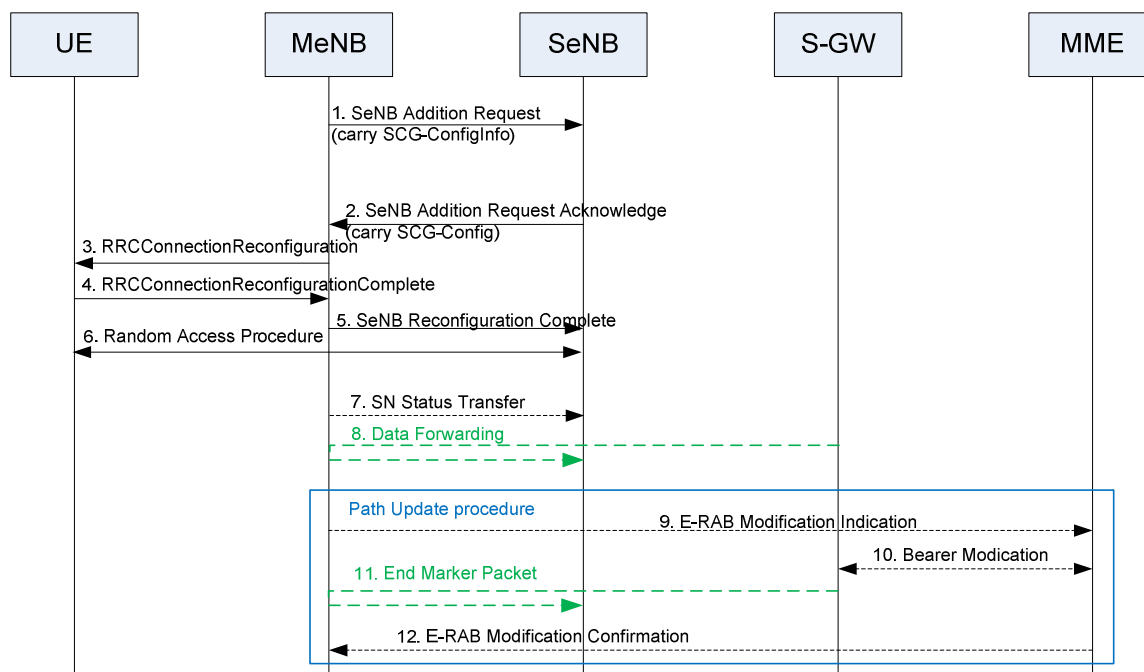 UE
MeNB
SeNB
S-GW
MME
1. SeNB Addition Request
(carry SCG-ConfigInfo)
2. SeNB Addition Request Acknowledge
(carry SCG-Config)
3. RRCConnectionReconfiguration
4. RRCConnectionReconfigurationComplete
5. SeNB Reconfiguration Complete
6. Random Access Procedure
7. SN Status Transfer
8. Data Forwarding
Path Update procedure
9. E-RAB Modification Indication
10. Bearer Modication
11. End Marker Packet
12. E-RAB Modification Confirmation